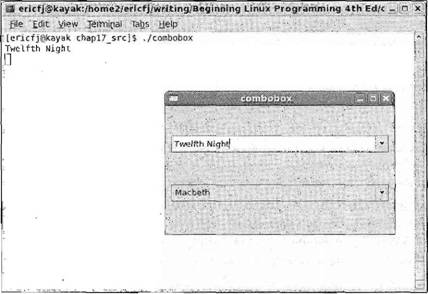 ericfj@kayak:/home2/ericfj/writing/Beginning Linux Programming 4th Ed/c
File Edit View Terminal Tabs Help
[ericfj@kayak chap17_src]$ ./combobox
Twelfth Night
combobox
Twelfth Night
Macbeth